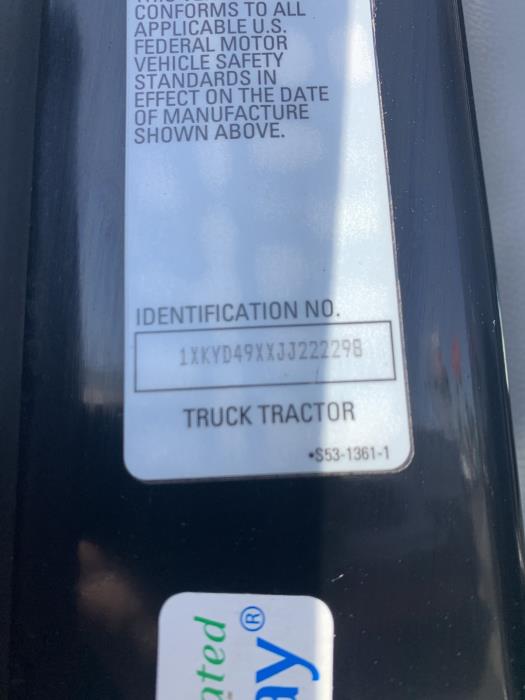 CONFORMS TO ALL
APPLICABLE U.S.
FEDERAL MOTOR
VEHICLE SAFETY
STANDARDS IN
EFFECT ON THE DATE
OF MANUFACTURE
SHOWN ABOVE.
IDENTIFICATION NO.
1XKYD49XXJJ222298
TRUCK TRACTOR
•S53-1361-1
ated
ay®